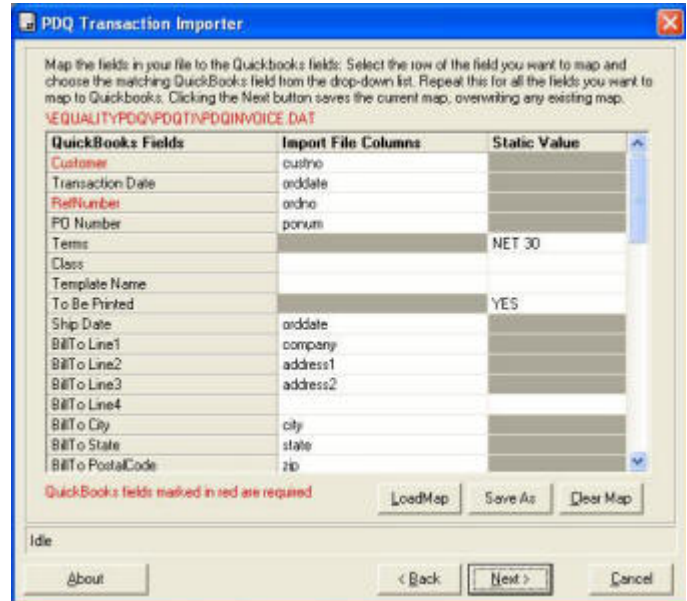 PDQ Transaction Importer
Map the fields in your file to the Quickbooks fields. Select the row of the field you want to map and
choose the matching QuickBooks field from the drop-down list. Repeat this for all the fields you want to
map to Quickbooks. Clicking the Next button saves the current map, overwriting any existing map.
\EQUALITYPDQ\PDQTI\PDQINVOICE.DAT
QuickBooks Fields Import File Columns Static Value
Customer custno
Transaction Date orddate
RefNumber ordno
PO Number ponum
Terms NET 30
Class
Template Name
To Be Printed YES
Ship Date orddate
BillTo Line1 company
BillTo Line2 address1
BillTo Line3 address2
BillTo Line4
BillTo City city
BillTo State state
BillTo PostalCode zip
QuickBooks fields marked in red are required LoadMap Save As Clear Map
Idle
About < Back Next > Cancel